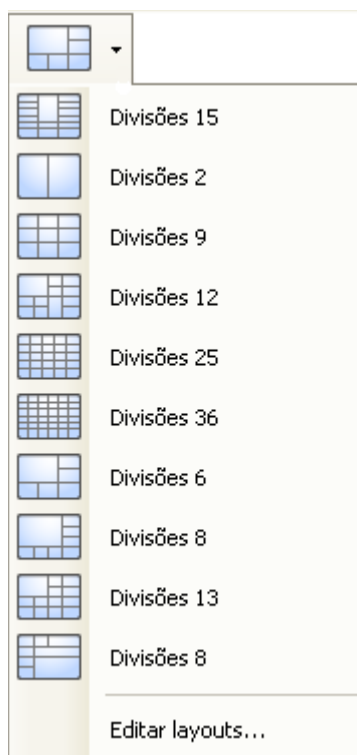 Divisões 15
Divisões 2
Divisões 9
Divisões 12
Divisões 25
Divisões 36
Divisões 6
Divisões 8
Divisões 13
Divisões 8
Editar layouts...